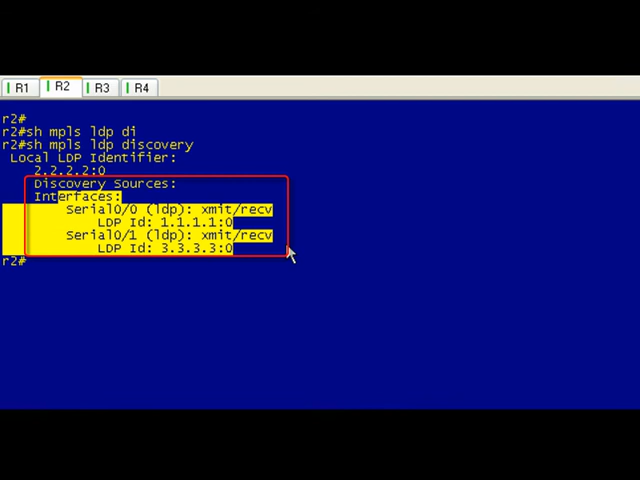 R1 R2 R3 R4
r2#
r2#sh mpls ldp di
r2#sh mpls ldp discovery
Local LDP Identifier:
2.2.2.2:0
Discovery Sources:
Interfaces:
Serial0/0 (ldp): xmit/recv
LDP Id: 1.1.1.1:0
Serial0/1 (ldp): xmit/recv
LDP Id: 3.3.3.3:0
r2#